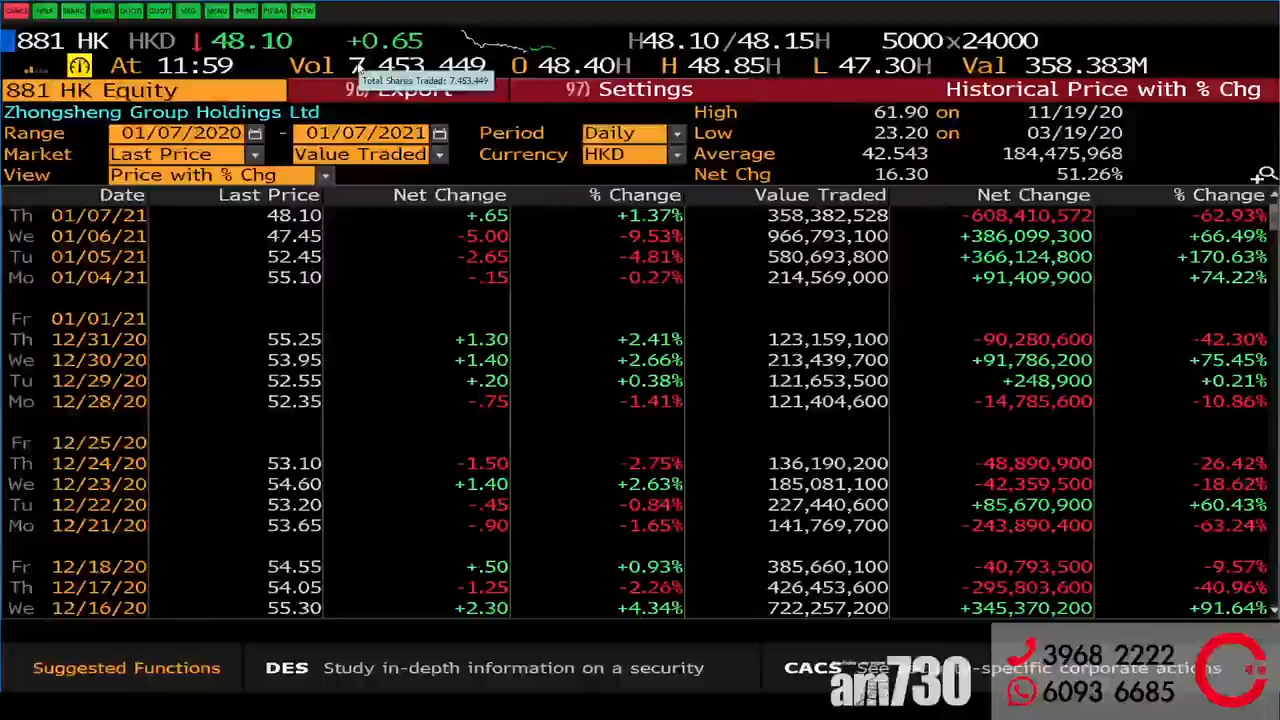 CANCL HELP SEARC NEWS QUOTI QUOTI MSG MENU PRINT
881 HK HKD ↓ 48.10 +0.65 H48.10/48.15H 5000×24000
At 11:59 Vol 7,453,449 O 48.40H H 48.85H L 47.30H Val 358.383M
Total Shares Traded: 7,453,449
881 HK Equity Export 97) Settings Historical Price with % Chg
Zhongsheng Group Holdings Ltd High 61.90 on 11/19/20
Range 01/07/2020 - 01/07/2021 Period Daily Low 23.20 on 03/19/20
Market Last Price Value Traded Currency HKD Average 42.543 184,475,968
View Price with % Chg Net Chg 16.30 51.26%
Date Last Price Net Change % Change Value Traded Net Change % Change
Th 01/07/21 48.10 +.65 +1.37% 358,382,528 -608,410,572 -62.93%
We 01/06/21 47.45 -5.00 -9.53% 966,793,100 +386,099,300 +66.49%
Tu 01/05/21 52.45 -2.65 -4.81% 580,693,800 +366,124,800 +170.63%
Mo 01/04/21 55.10 -.15 -0.27% 214,569,000 +91,409,900 +74.22%
Fr 01/01/21
Th 12/31/20 55.25 +1.30 +2.41% 123,159,100 -90,280,600 -42.30%
We 12/30/20 53.95 +1.40 +2.66% 213,439,700 +91,786,200 +75.45%
Tu 12/29/20 52.55 +.20 +0.38% 121,653,500 +248,900 +0.21%
Mo 12/28/20 52.35 -.75 -1.41% 121,404,600 -14,785,600 -10.86%
Fr 12/25/20
Th 12/24/20 53.10 -1.50 -2.75% 136,190,200 -48,890,900 -26.42%
We 12/23/20 54.60 +1.40 +2.63% 185,081,100 -42,359,500 -18.62%
Tu 12/22/20 53.20 -.45 -0.84% 227,440,600 +85,670,900 +60.43%
Mo 12/21/20 53.65 -.90 -1.65% 141,769,700 -243,890,400 -63.24%
Fr 12/18/20 54.55 +.50 +0.93% 385,660,100 -40,793,500 -9.57%
Th 12/17/20 54.05 -1.25 -2.26% 426,453,600 -295,803,600 -40.96%
We 12/16/20 55.30 +2.30 +4.34% 722,257,200 +345,370,200 +91.64%
Suggested Functions DES Study in-depth information on a security CACS See corporate actions
am730
3968 2222
6093 6685